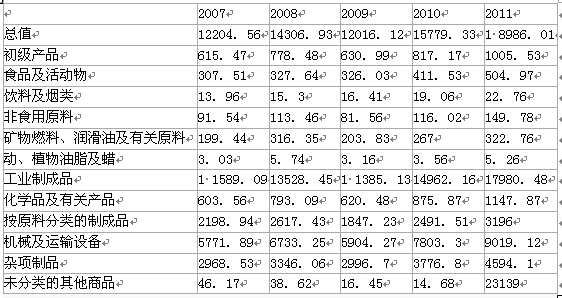 2007 2008 2009 2010 2011
总值 12204.56 14306.93 12016.12 15779.33 1·8986.01
初级产品 615.47 778.48 630.99 817.17 1005.53
食品及活动物 307.51 327.64 326.03 411.53 504.97
饮料及烟类 13.96 15.3 16.41 19.06 22.76
非食用原料 91.54 113.46 81.56 116.02 149.78
矿物燃料、润滑油及有关原料 199.44 316.35 203.83 267 322.76
动、植物油脂及蜡 3.03 5.74 3.16 3.56 5.26
工业制成品 1·1589.09 13528.45 1·1385.13 14962.16 17980.48
化学品及有关产品 603.56 793.09 620.48 875.87 1147.87
按原料分类的制成品 2198.94 2617.43 1847.23 2491.51 3196
机械及运输设备 5771.89 6733.25 5904.27 7803.3 9019.12
杂项制品 2968.53 3346.06 2996.7 3776.8 4594.1
未分类的其他商品 46.17 38.62 16.45 14.68 23139